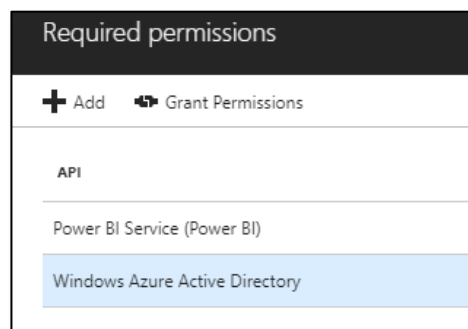 Required permissions
Add Grant Permissions
API
Power BI Service (Power BI)
Windows Azure Active Directory